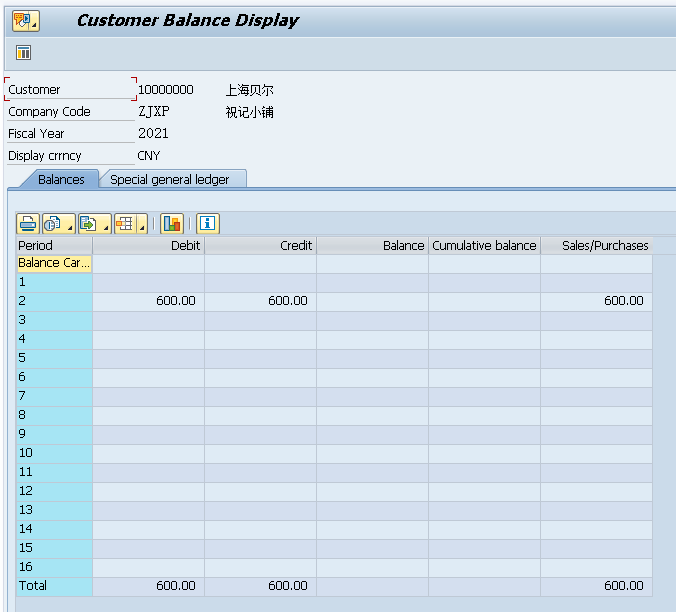 Customer Balance Display
Customer 10000000 上海贝尔
Company Code ZJXP 祝记小铺
Fiscal Year 2021
Display crrncy CNY
Balances Special general ledger
Period Debit Credit Balance Cumulative balance Sales/Purchases
Balance Car...
1
2 600.00 600.00 600.00
3
4
5
6
7
8
9
10
11
12
13
14
15
16
Total 600.00 600.00 600.00